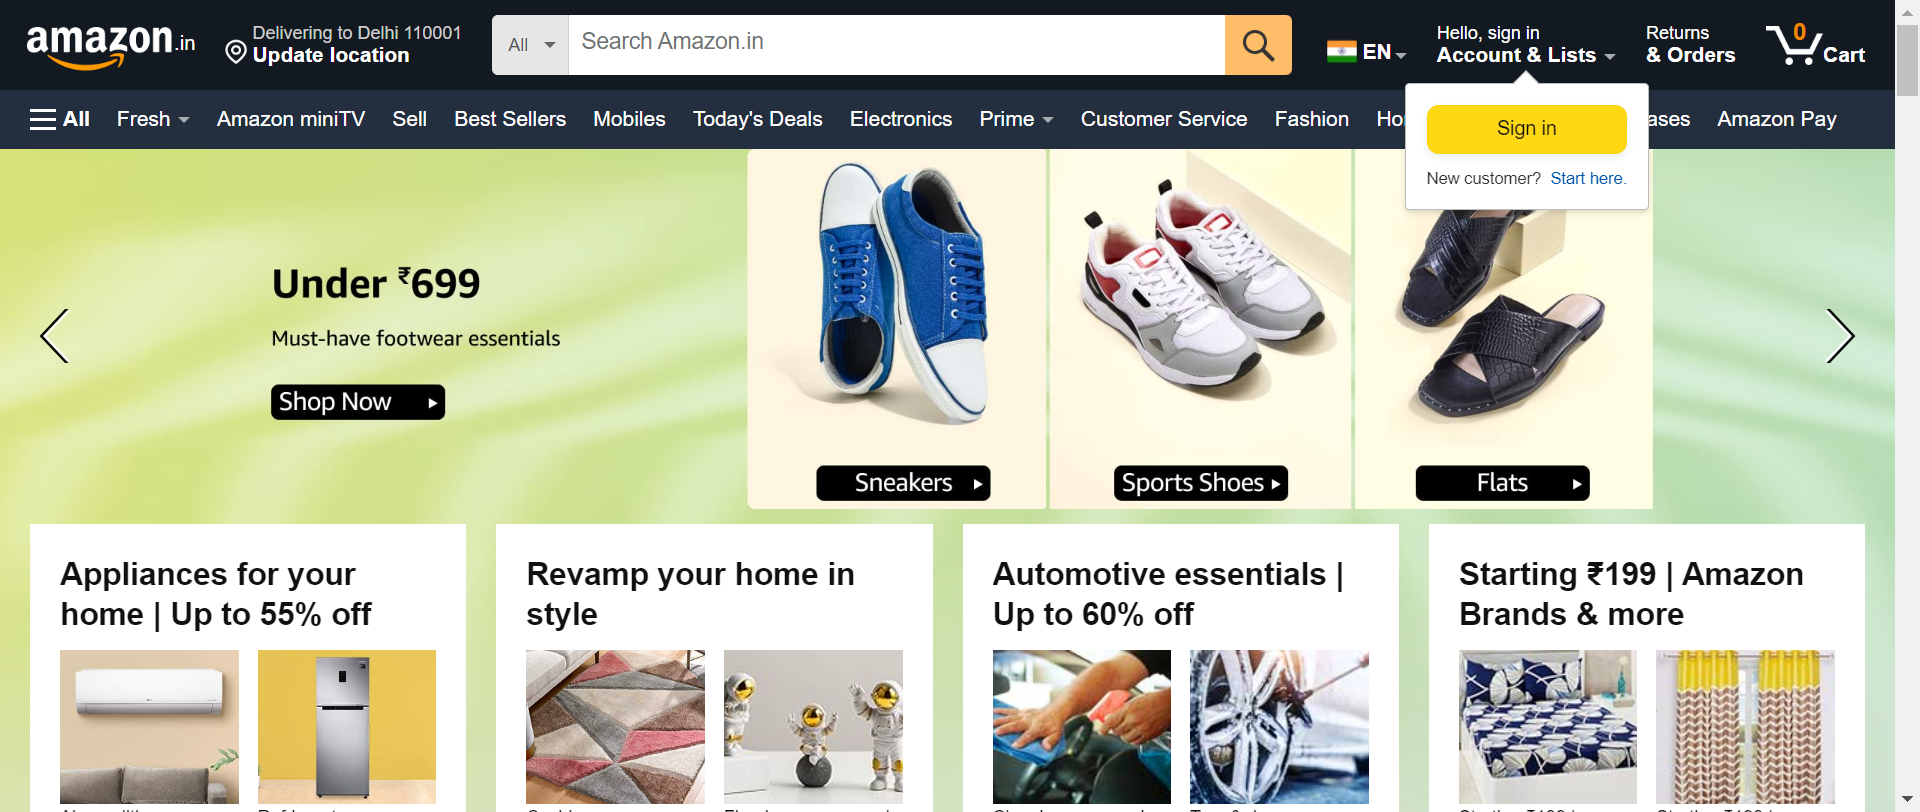 amazon.in
Delivering to Delhi 110001
Update location
All
Search Amazon.in
EN
Hello, sign in
Account & Lists
Returns
& Orders
0
Cart
All
Fresh
Amazon miniTV
Sell
Best Sellers
Mobiles
Today's Deals
Electronics
Prime
Customer Service
Fashion
Amazon Pay
Sign in
New customer? Start here.
Under ₹699
Must-have footwear essentials
Shop Now
Sneakers
Sports Shoes
Flats
Appliances for your
home | Up to 55% off
Revamp your home in
style
Automotive essentials |
Up to 60% off
Starting ₹199 | Amazon
Brands & more